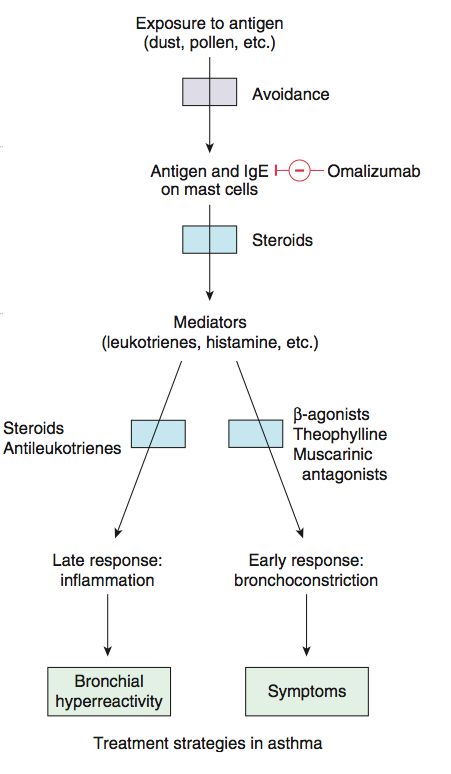 Exposure to antigen
(dust, pollen, etc.)
Avoidance
Antigen and IgE
on mast cells
Omalizumab
Steroids
Mediators
(leukotrienes, histamine, etc.)
Steroids
Antileukotrienes
β-agonists
Theophylline
Muscarinic
antagonists
Late response:
inflammation
Early response:
bronchoconstriction
Bronchial
hyperreactivity
Symptoms
Treatment strategies in asthma